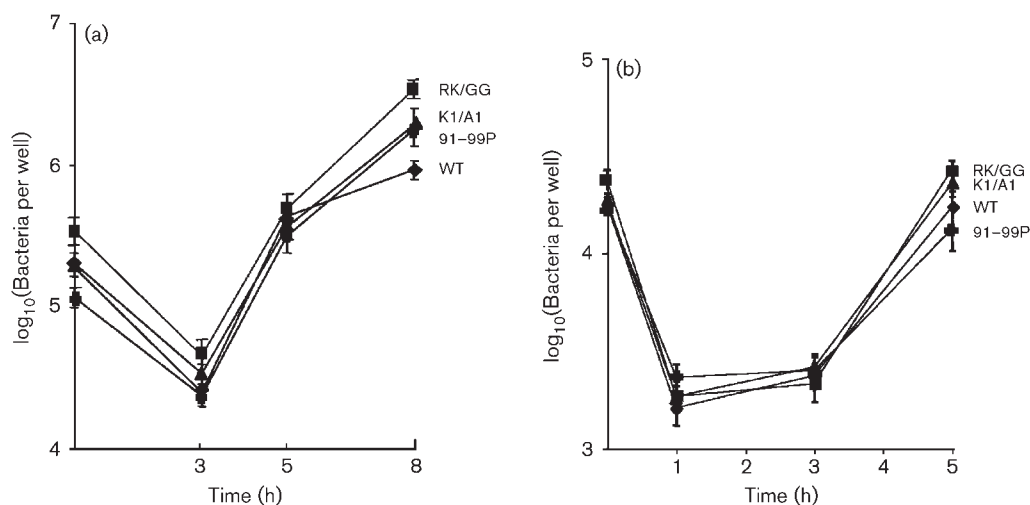 (a)
7
6
5
4
log10(Bacteria per well)
RK/GG
K1/A1
91–99P
WT
3 5 8
Time (h)
(b)
5
4
3
log10(Bacteria per well)
RK/GG
K1/A1
WT
91–99P
1 2 3 4 5
Time (h)